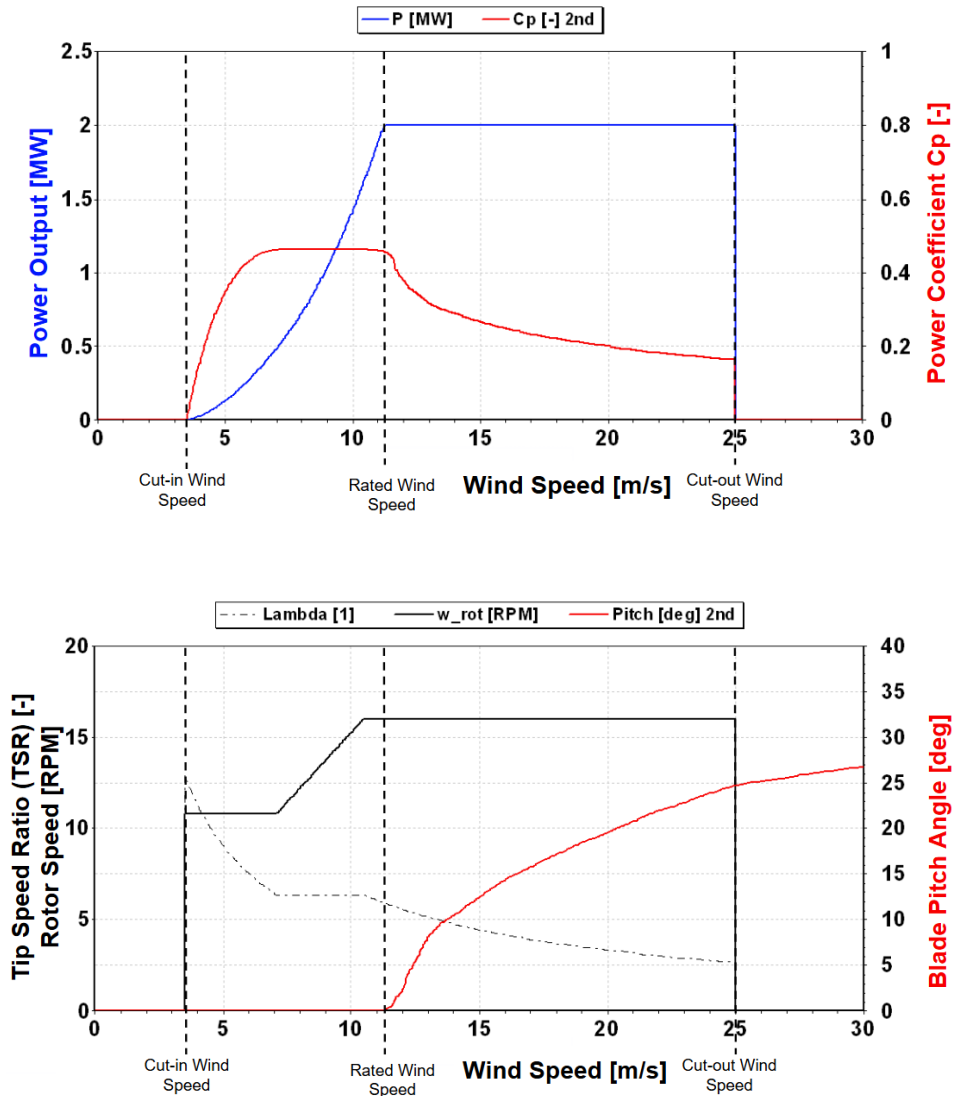 P [MW] Cp [-] 2nd
2.5
2
1.5
1
0.5
0
Power Output [MW]
1
0.8
0.6
0.4
0.2
0
Power Coefficient Cp [-]
0 5 10 15 20 25 30
Cut-in Wind
Speed
Rated Wind
Speed
Wind Speed [m/s]
Cut-out Wind
Speed
Lambda [1] w_rot [RPM] Pitch [deg] 2nd
20
15
10
5
0
Tip Speed Ratio (TSR) [-]
Rotor Speed [RPM]
40
35
30
25
20
15
10
5
0
Blade Pitch Angle [deg]
0 5 10 15 20 25 30
Cut-in Wind
Speed
Rated Wind
Speed
Wind Speed [m/s]
Cut-out Wind
Speed